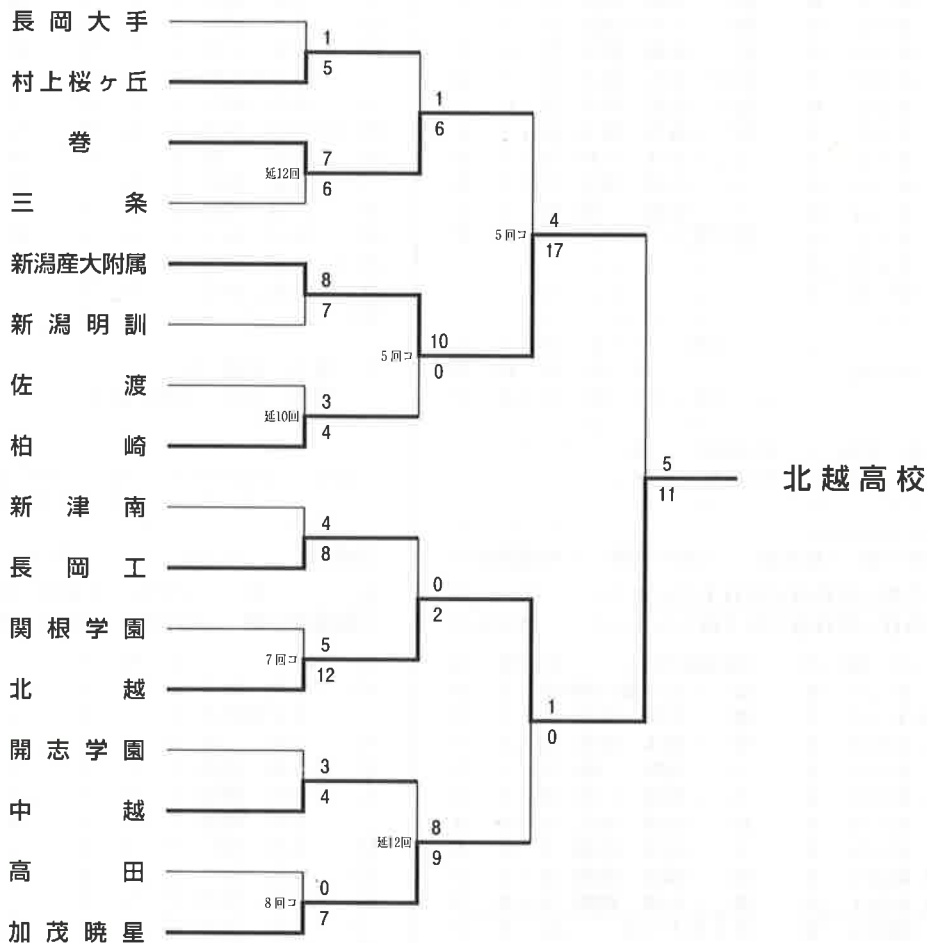 長岡大手
1
5
村上桜ヶ丘
1
6
巻
延12回
7
6
三条
5回コ
4
17
新潟産大附属
8
7
新潟明訓
5回コ
10
0
佐渡
延10回
3
4
柏崎
5
11
北越高校
新津南
4
8
長岡工
0
2
関根学園
7回コ
5
12
北越
1
0
開志学園
3
4
中越
延12回
8
9
高田
8回コ
0
7
加茂暁星